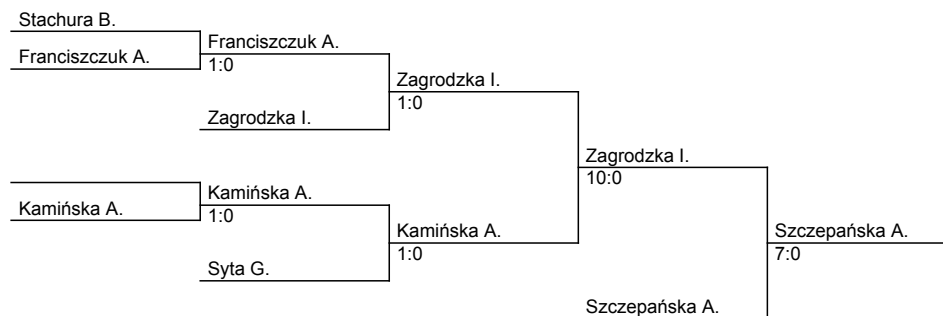 Stachura B.
Franciszczuk A.
Franciszczuk A.
1:0
Zagrodzka I.
Zagrodzka I.
1:0
Kamińska A.
Kamińska A.
1:0
Syta G.
Kamińska A.
1:0
Zagrodzka I.
10:0
Szczepańska A.
Szczepańska A.
7:0